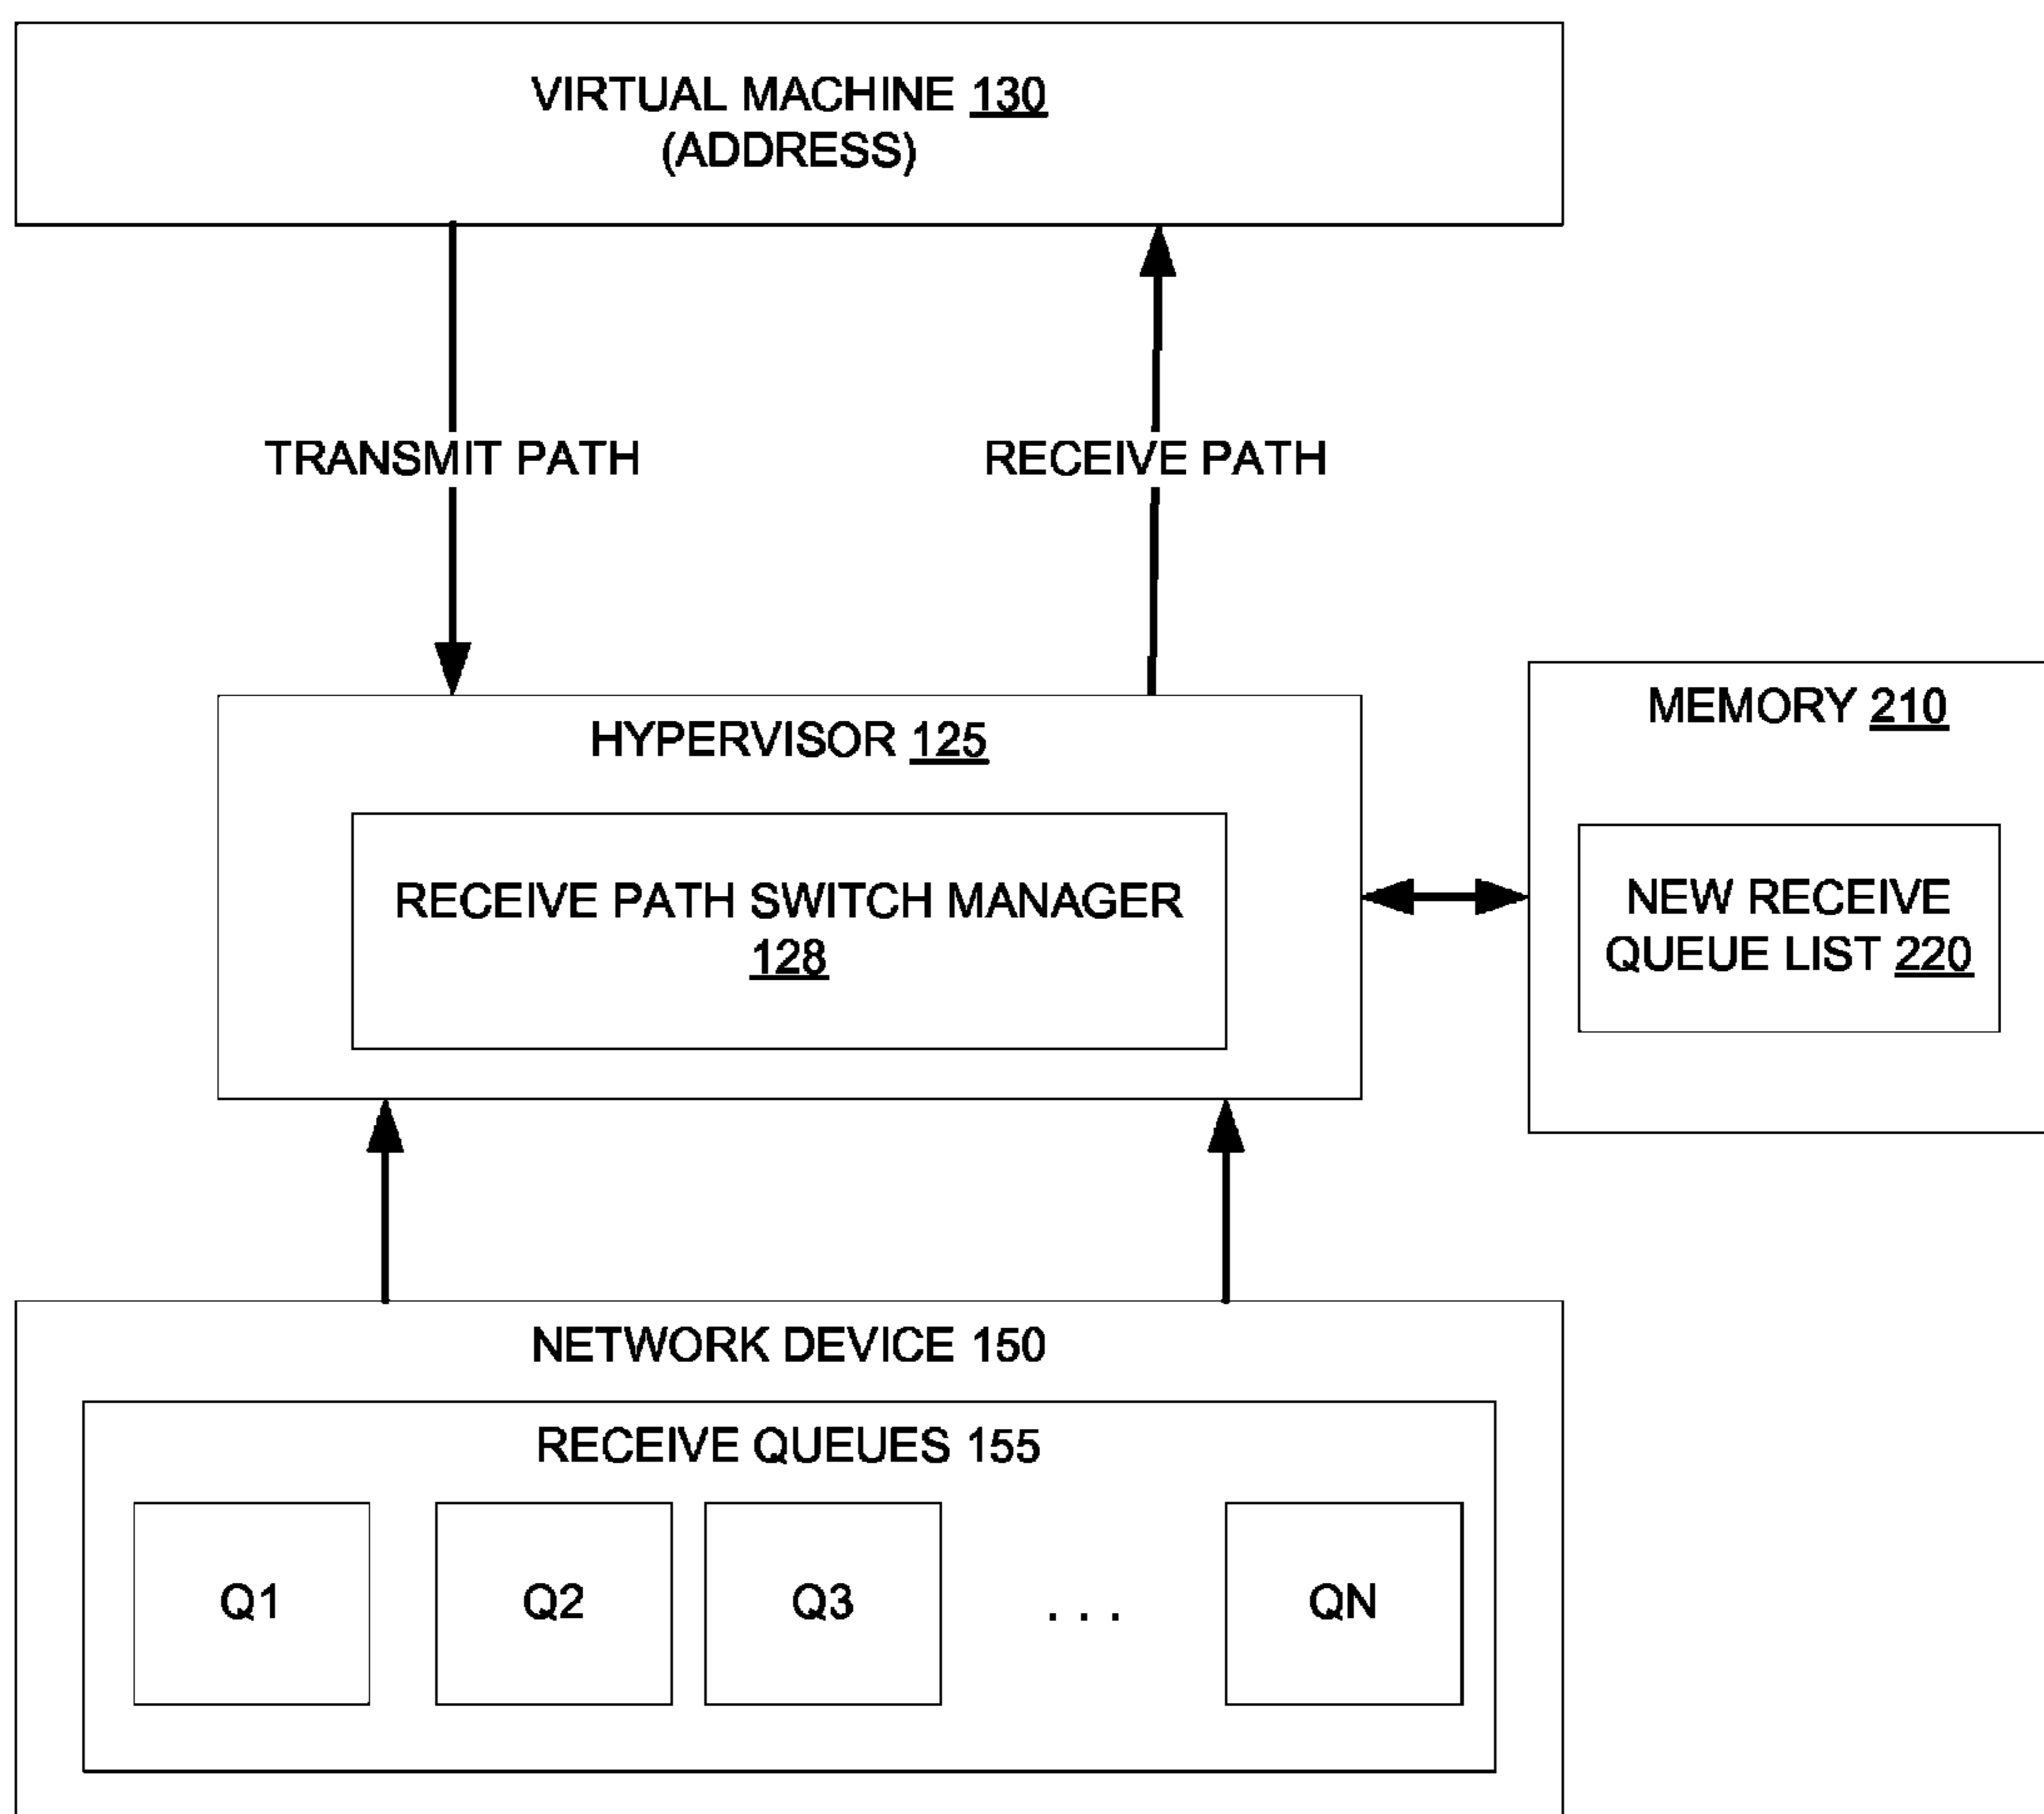 VIRTUAL MACHINE 130
(ADDRESS)
TRANSMIT PATH
RECEIVE PATH
HYPERVISOR 125
RECEIVE PATH SWITCH MANAGER
128
MEMORY 210
NEW RECEIVE
QUEUE LIST 220
NETWORK DEVICE 150
RECEIVE QUEUES 155
Q1
Q2
Q3
. . .
QN